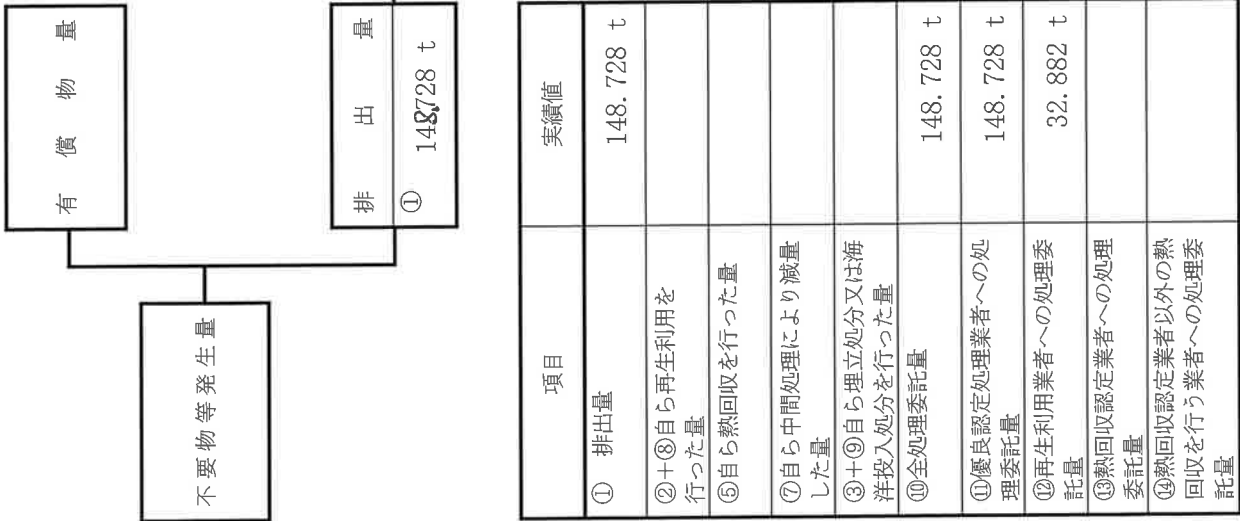 有償物量
不要物等発生量
排出量
① 148.728 t
項目 実績値
① 排出量 148.728 t
②+⑧自ら再生利用を
行った量
⑤自ら熱回収を行った量
⑦自ら中間処理により減量
した量
③+⑨自ら埋立処分又は海
洋投入処分を行った量
⑩全処理委託量 148.728 t
⑪優良認定処理業者への処
理委託量 148.728 t
⑫再生利用業者への処理委
託量 32.882 t
⑬熱回収認定業者への処理
委託量
⑭熱回収認定業者以外の熱
回収を行う業者への処理委
託量